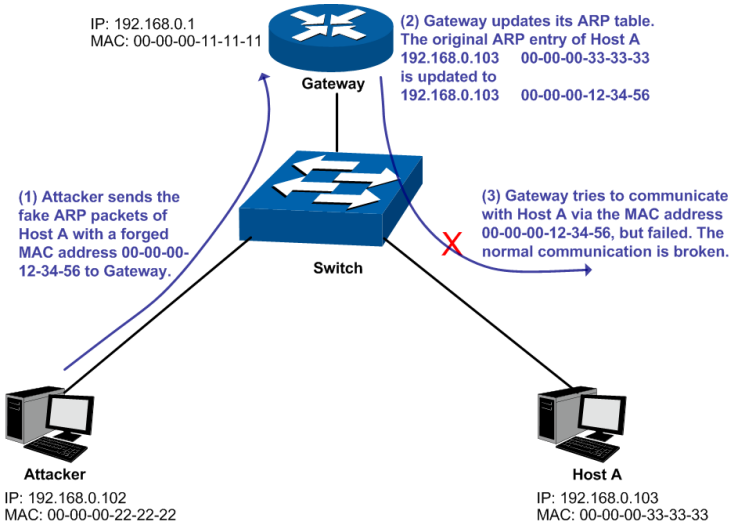 IP: 192.168.0.1
MAC: 00-00-00-11-11-11
(2) Gateway updates its ARP table.
The original ARP entry of Host A
192.168.0.103 00-00-00-33-33-33
is updated to
192.168.0.103 00-00-00-12-34-56
Gateway
(1) Attacker sends the
fake ARP packets of
Host A with a forged
MAC address 00-00-00-
12-34-56 to Gateway.
(3) Gateway tries to communicate
with Host A via the MAC address
00-00-00-12-34-56, but failed. The
normal communication is broken.
X
Switch
Attacker
IP: 192.168.0.102
MAC: 00-00-00-22-22-22
Host A
IP: 192.168.0.103
MAC: 00-00-00-33-33-33